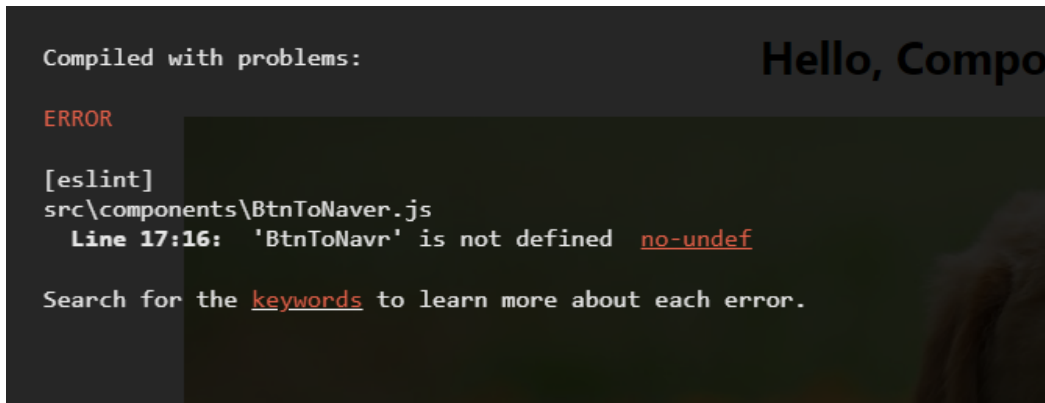 Compiled with problems:
Hello, Compo
ERROR
[eslint]
src\components\BtnToNaver.js
Line 17:16: 'BtnToNavr' is not defined no-undef
Search for the keywords to learn more about each error.